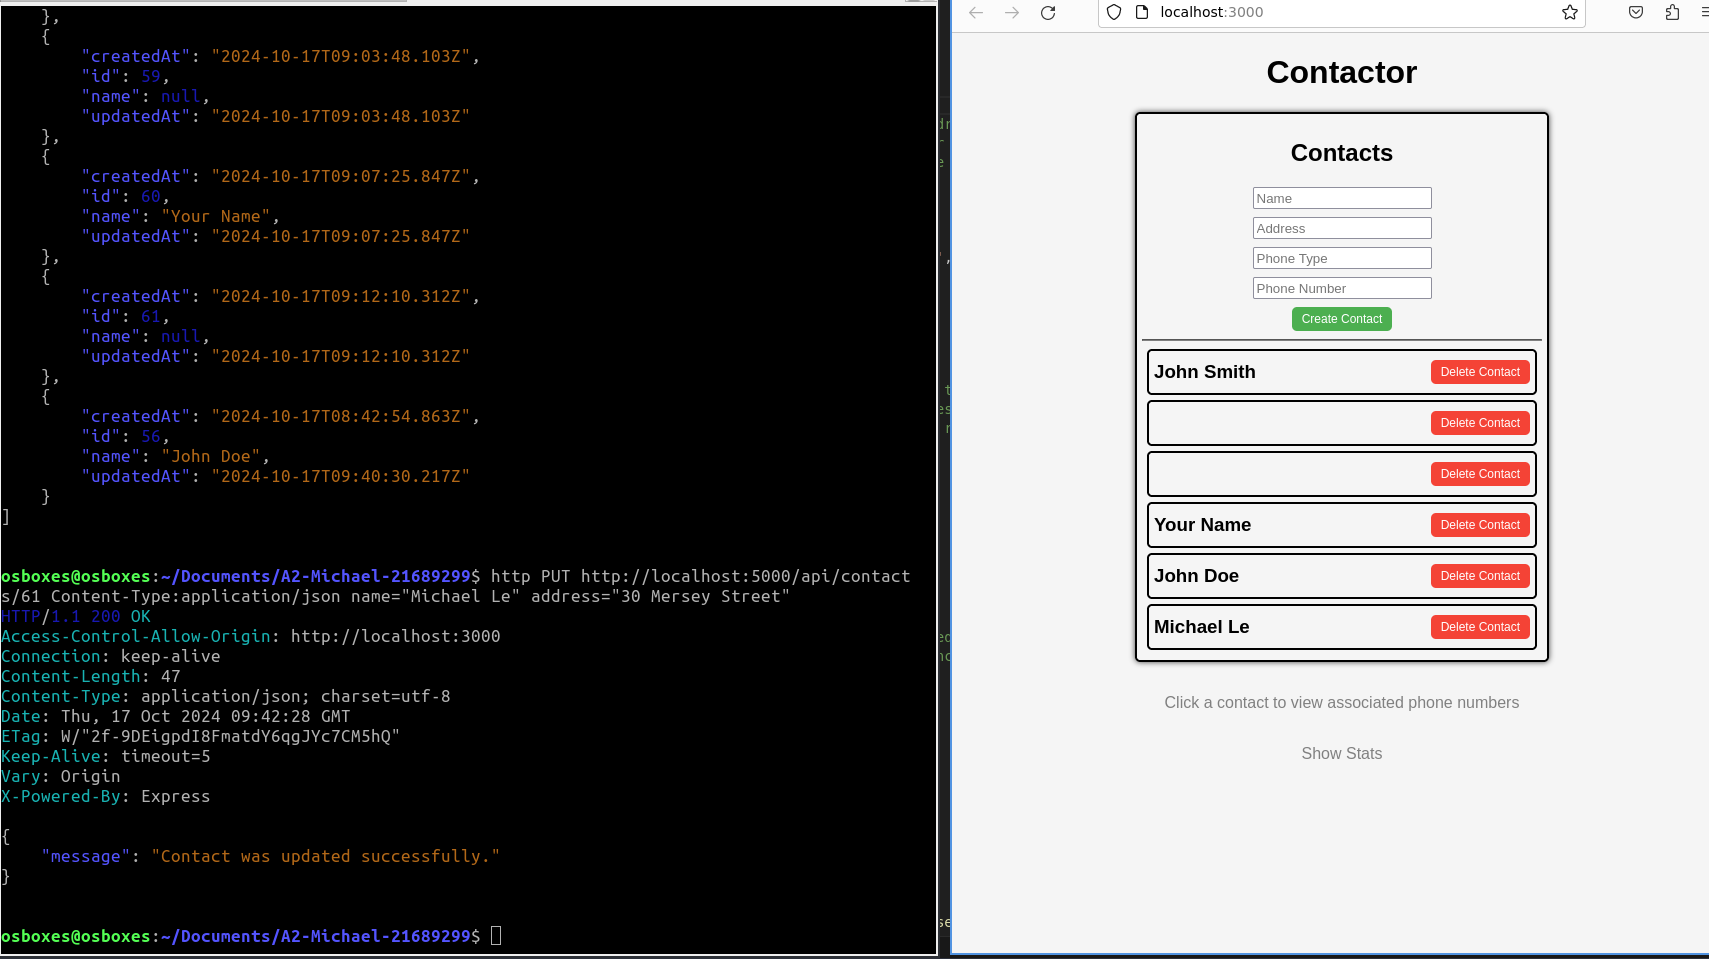 },
    {
        "createdAt": "2024-10-17T09:03:48.103Z",
        "id": 59,
        "name": null,
        "updatedAt": "2024-10-17T09:03:48.103Z"
    },
    {
        "createdAt": "2024-10-17T09:07:25.847Z",
        "id": 60,
        "name": "Your Name",
        "updatedAt": "2024-10-17T09:07:25.847Z"
    },
    {
        "createdAt": "2024-10-17T09:12:10.312Z",
        "id": 61,
        "name": null,
        "updatedAt": "2024-10-17T09:12:10.312Z"
    },
    {
        "createdAt": "2024-10-17T08:42:54.863Z",
        "id": 56,
        "name": "John Doe",
        "updatedAt": "2024-10-17T09:40:30.217Z"
    }
]
osboxes@osboxes:~/Documents/A2-Michael-21689299$ http PUT http://localhost:5000/api/contact
s/61 Content-Type:application/json name="Michael Le" address="30 Mersey Street"
HTTP/1.1 200 OK
Access-Control-Allow-Origin: http://localhost:3000
Connection: keep-alive
Content-Length: 47
Content-Type: application/json; charset=utf-8
Date: Thu, 17 Oct 2024 09:42:28 GMT
ETag: W/"2f-9DEigpdI8FmatdY6qgJYc7CM5hQ"
Keep-Alive: timeout=5
Vary: Origin
X-Powered-By: Express
{
    "message": "Contact was updated successfully."
}
osboxes@osboxes:~/Documents/A2-Michael-21689299$
localhost:3000
Contactor
Contacts
Name
Address
Phone Type
Phone Number
Create Contact
John Smith Delete Contact
Delete Contact
Delete Contact
Your Name Delete Contact
John Doe Delete Contact
Michael Le Delete Contact
Click a contact to view associated phone numbers
Show Stats